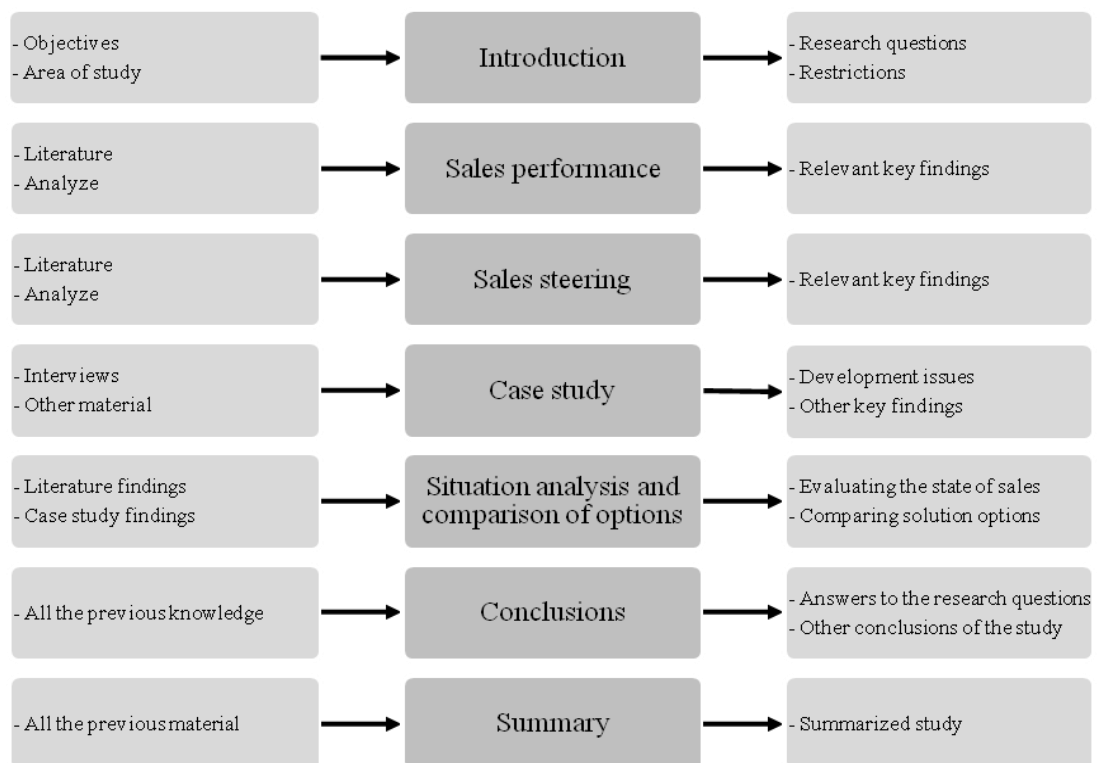 - Objectives
- Area of study
Introduction
- Research questions
- Restrictions
- Literature
- Analyze
Sales performance
- Relevant key findings
- Literature
- Analyze
Sales steering
- Relevant key findings
- Interviews
- Other material
Case study
- Development issues
- Other key findings
- Literature findings
- Case study findings
Situation analysis and
comparison of options
- Evaluating the state of sales
- Comparing solution options
- All the previous knowledge
Conclusions
- Answers to the research questions
- Other conclusions of the study
- All the previous material
Summary
- Summarized study